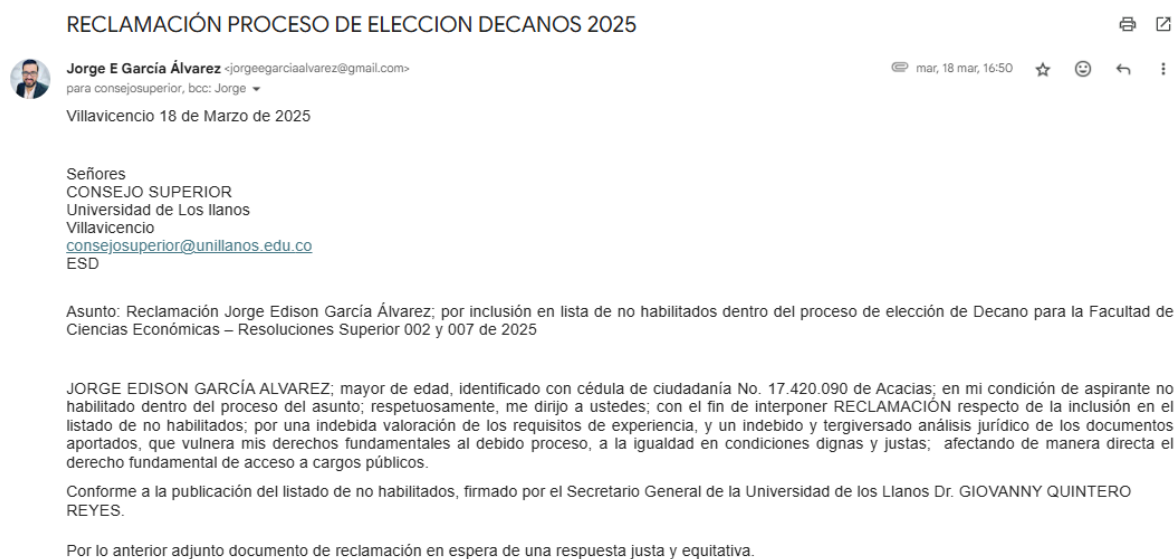 RECLAMACIÓN PROCESO DE ELECCION DECANOS 2025
Jorge E García Álvarez <jorgeegarciaalvarez@gmail.com>
mar, 18 mar, 16:50
para consejosuperior, bcc: Jorge
Villavicencio 18 de Marzo de 2025
Señores
CONSEJO SUPERIOR
Universidad de Los llanos
Villavicencio
consejosuperior@unillanos.edu.co
ESD
Asunto: Reclamación Jorge Edison García Álvarez; por inclusión en lista de no habilitados dentro del proceso de elección de Decano para la Facultad de
Ciencias Económicas – Resoluciones Superior 002 y 007 de 2025
JORGE EDISON GARCÍA ALVAREZ; mayor de edad, identificado con cédula de ciudadanía No. 17.420.090 de Acacias; en mi condición de aspirante no
habilitado dentro del proceso del asunto; respetuosamente, me dirijo a ustedes; con el fin de interponer RECLAMACIÓN respecto de la inclusión en el
listado de no habilitados; por una indebida valoración de los requisitos de experiencia, y un indebido y tergiversado análisis jurídico de los documentos
aportados, que vulnera mis derechos fundamentales al debido proceso, a la igualdad en condiciones dignas y justas; afectando de manera directa el
derecho fundamental de acceso a cargos públicos.
Conforme a la publicación del listado de no habilitados, firmado por el Secretario General de la Universidad de los Llanos Dr. GIOVANNY QUINTERO
REYES.
Por lo anterior adjunto documento de reclamación en espera de una respuesta justa y equitativa.